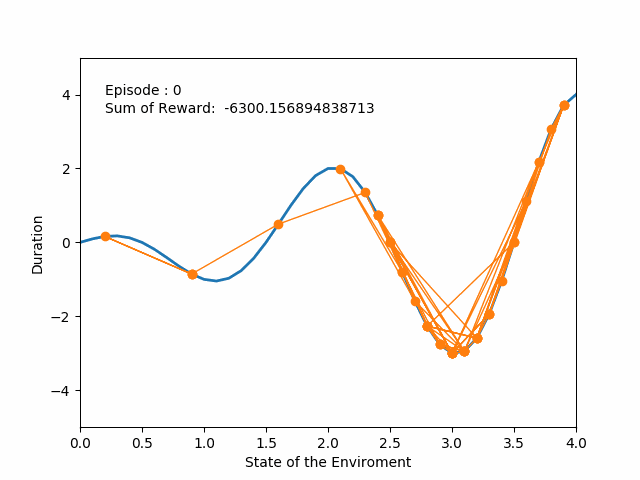 Episode : 0
Sum of Reward:  -6300.156894838713
4
2
0
−2
−4
Duration
0.0 0.5 1.0 1.5 2.0 2.5 3.0 3.5 4.0
State of the Enviroment